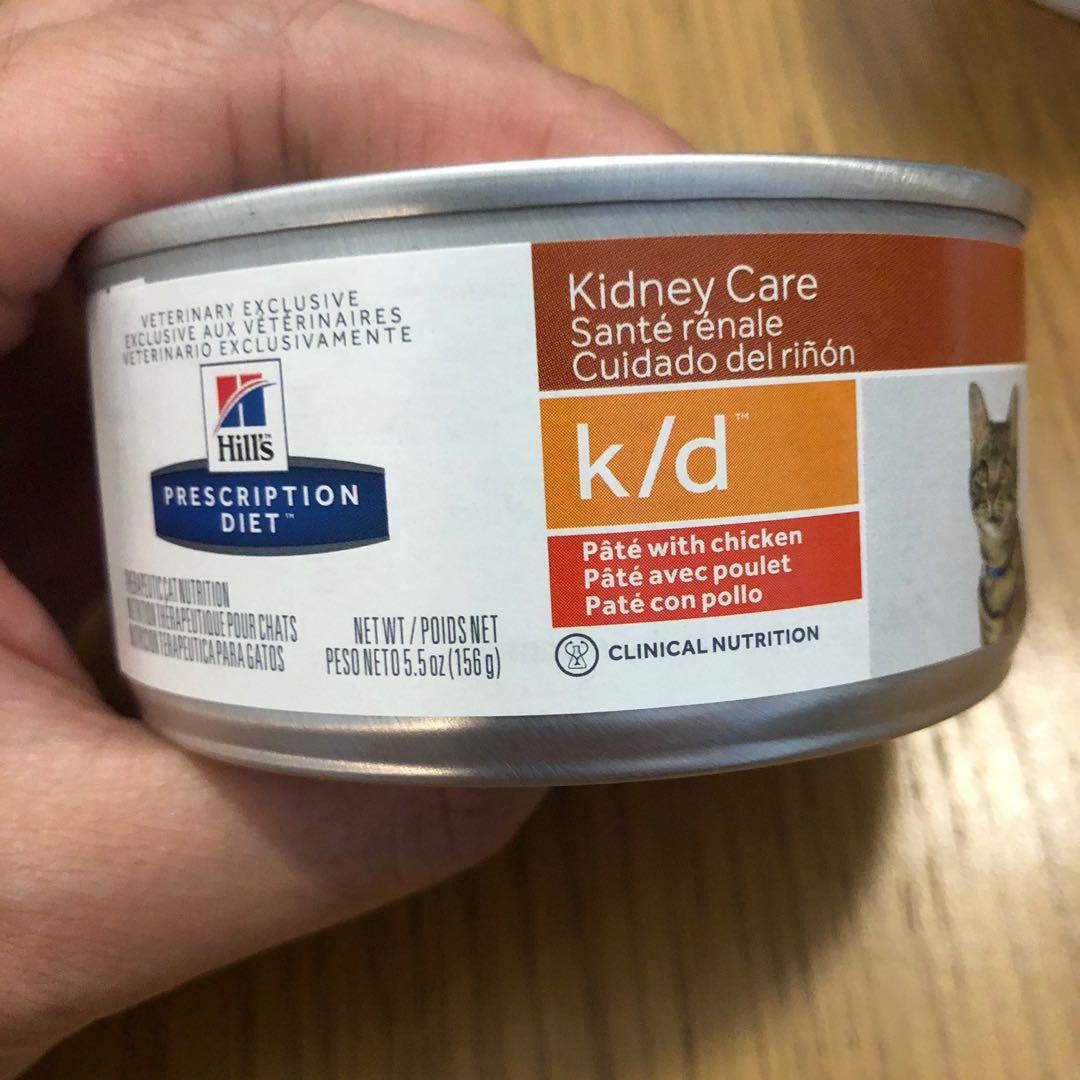 VETERINARY EXCLUSIVE
EXCLUSIVE AUX VÉTÉRINAIRES
VETERINARIO EXCLUSIVAMENTE
Hill's
PRESCRIPTION
DIET™
THERAPEUTIC CAT NUTRITION
NUTRITION THÉRAPEUTIQUE POUR CHATS
NUTRICIÓN TERAPÉUTICA PARA GATOS
NET WT / POIDS NET
PESO NETO 5.5 oz (156 g)
Kidney Care
Santé rénale
Cuidado del riñón
k/d™
Pâté with chicken
Pâté avec poulet
Paté con pollo
CLINICAL NUTRITION